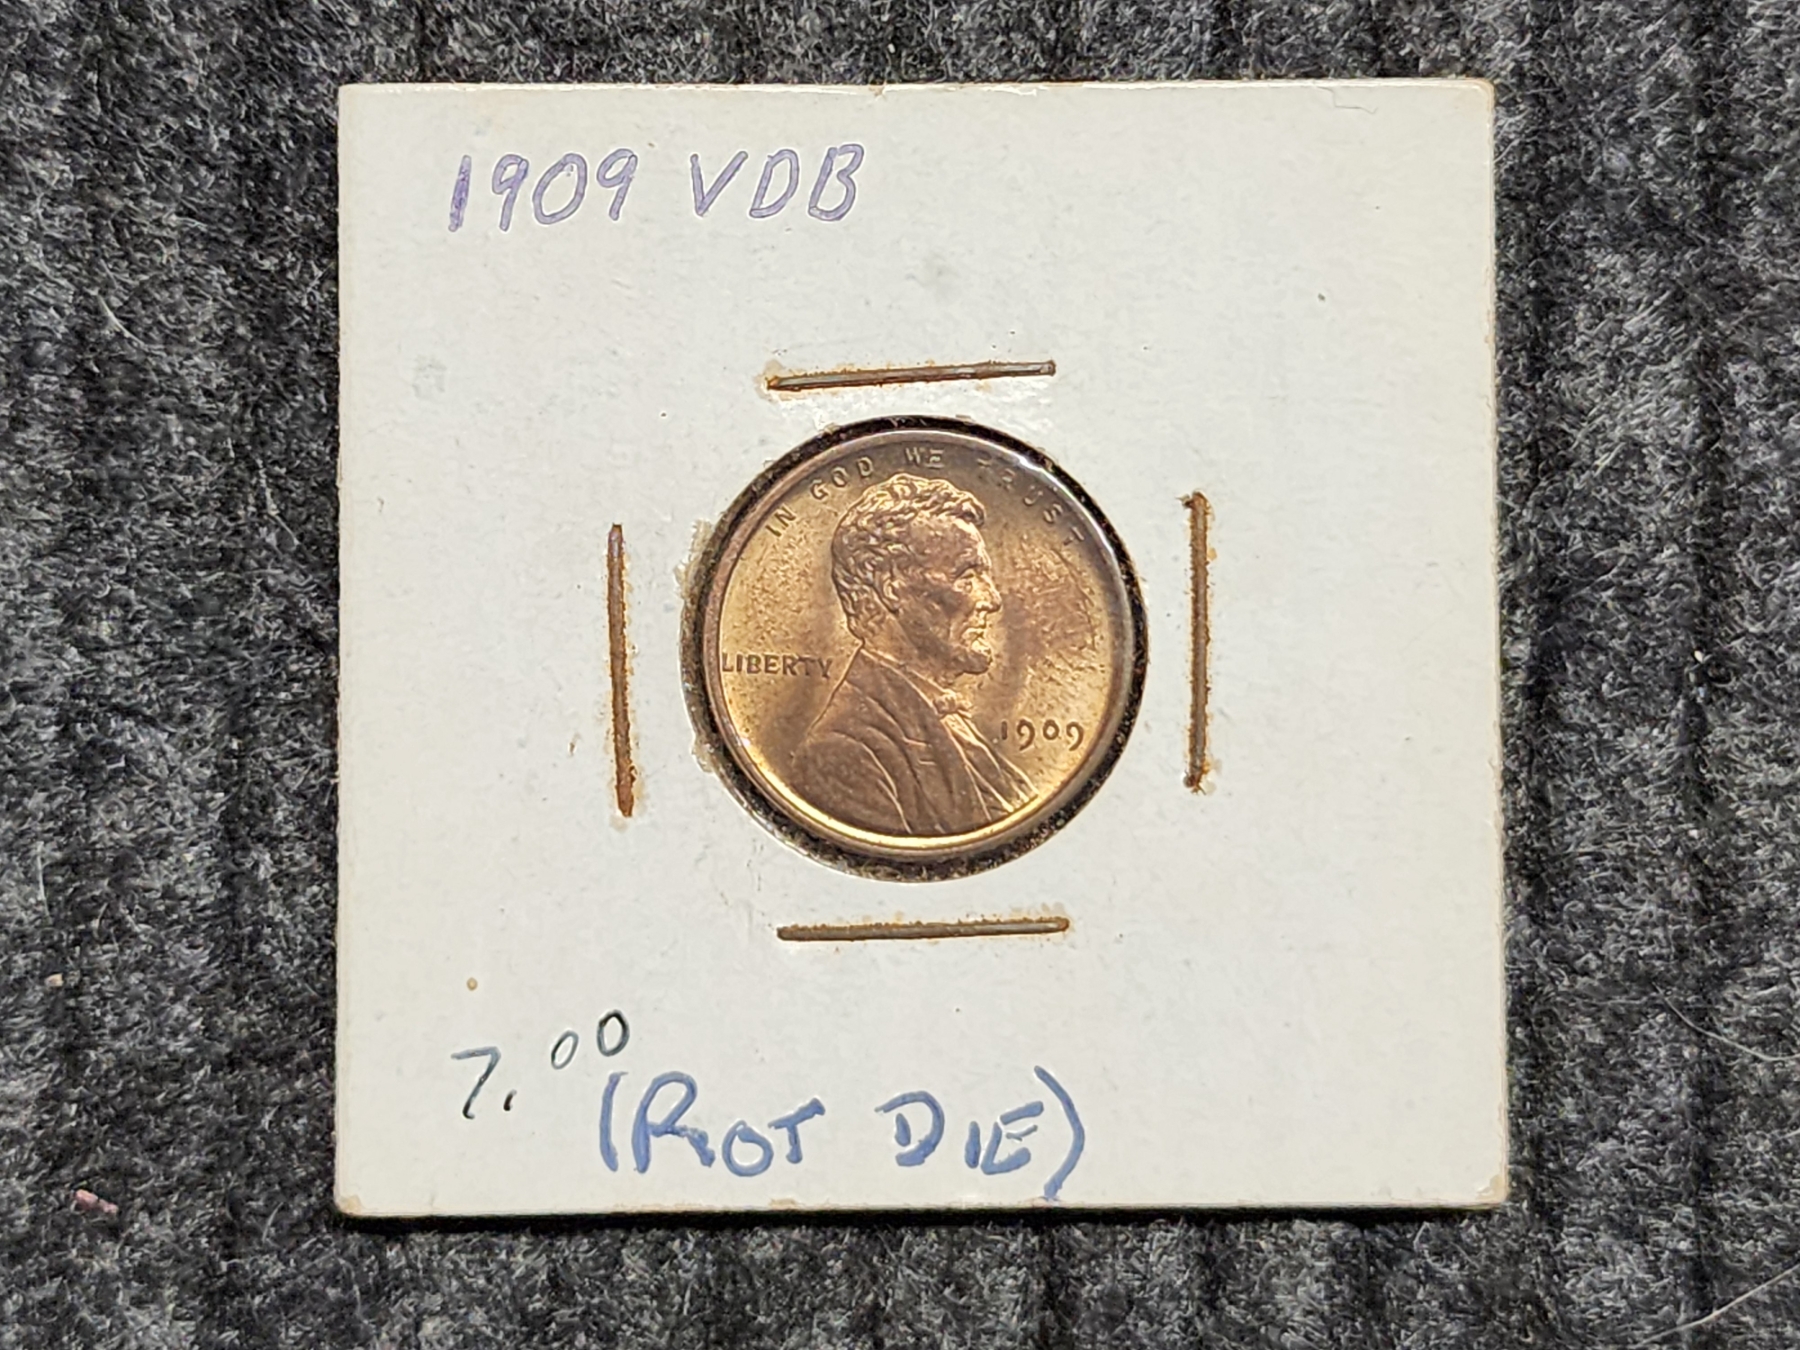 1909 VDB
IN GOD WE TRUST
LIBERTY
1909
7.00
(ROT DIE)